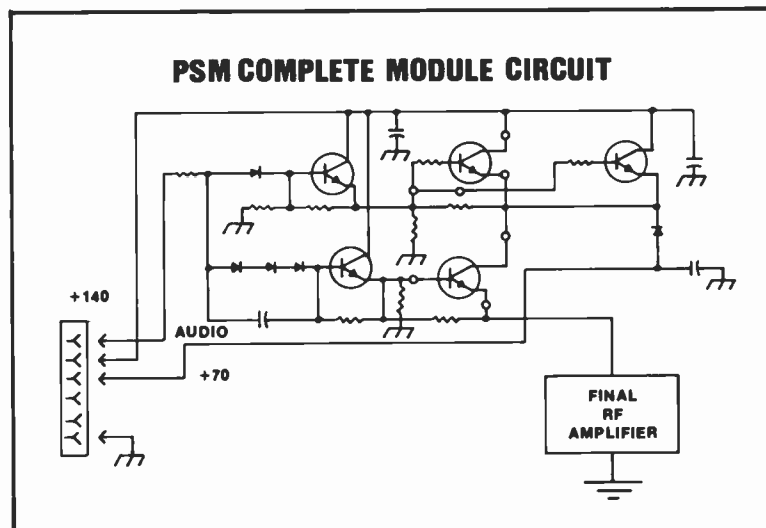 PSM COMPLETE MODULE CIRCUIT
+140
AUDIO
+70
FINAL
RF
AMPLIFIER